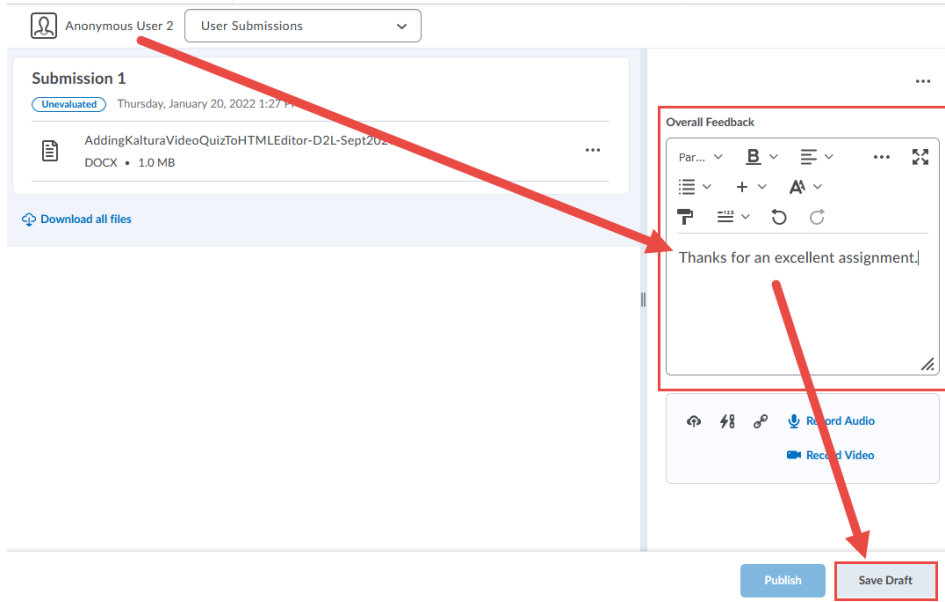 Anonymous User 2
User Submissions
Submission 1
Unevaluated Thursday, January 20, 2022 1:27
AddingKalturaVideoQuizToHTMLEditor-D2L-Sept202
DOCX • 1.0 MB
Download all files
Overall Feedback
Par... B
Thanks for an excellent assignment.
Record Audio
Record Video
Publish Save Draft